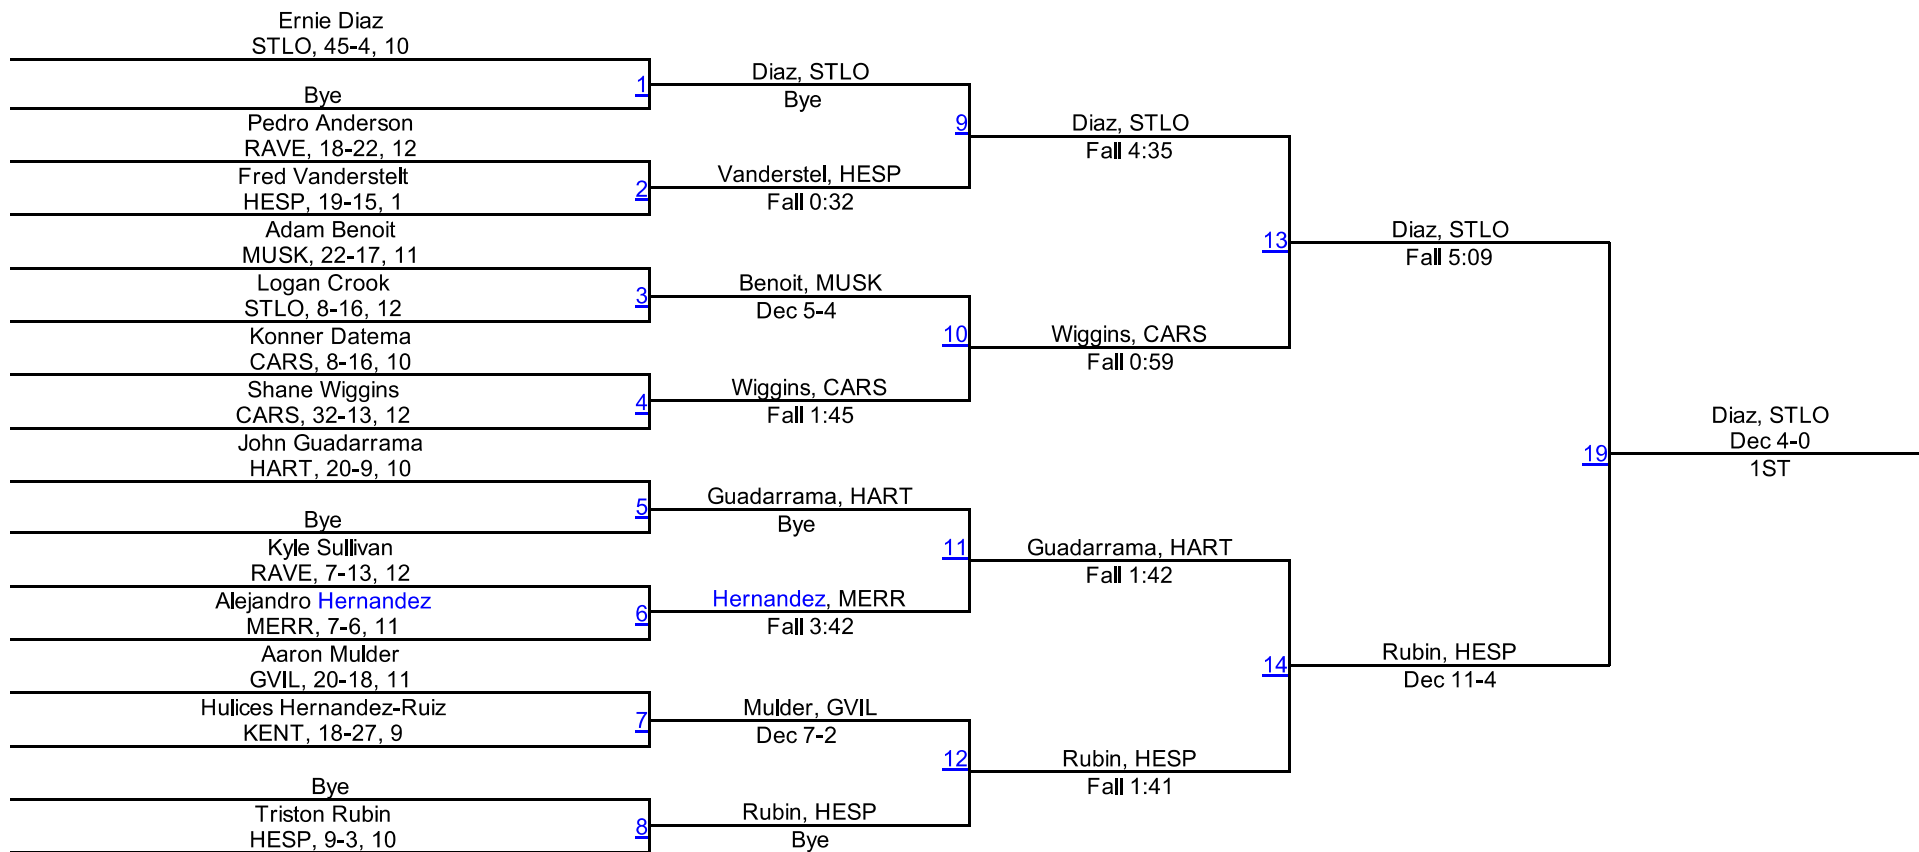 Ernie Diaz
STLO, 45-4, 10
1
Bye
Pedro Anderson
RAVE, 18-22, 12
2
Fred Vanderstelt
HESP, 19-15, 1
Adam Benoit
MUSK, 22-17, 11
3
Logan Crook
STLO, 8-16, 12
Konner Datema
CARS, 8-16, 10
4
Shane Wiggins
CARS, 32-13, 12
John Guadarrama
HART, 20-9, 10
5
Bye
Kyle Sullivan
RAVE, 7-13, 12
6
Alejandro Hernandez
MERR, 7-6, 11
Aaron Mulder
GVIL, 20-18, 11
7
Hulices Hernandez-Ruiz
KENT, 18-27, 9
Bye
8
Triston Rubin
HESP, 9-3, 10
Diaz, STLO
Bye
9
Vanderstel, HESP
Fall 0:32
Benoit, MUSK
Dec 5-4
10
Wiggins, CARS
Fall 1:45
Guadarrama, HART
Bye
11
Hernandez, MERR
Fall 3:42
Mulder, GVIL
Dec 7-2
12
Rubin, HESP
Bye
Diaz, STLO
Fall 4:35
13
Wiggins, CARS
Fall 0:59
Guadarrama, HART
Fall 1:42
14
Rubin, HESP
Fall 1:41
Diaz, STLO
Fall 5:09
19
Rubin, HESP
Dec 11-4
Diaz, STLO
Dec 4-0
1ST